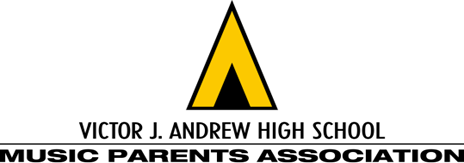 VICTOR J. ANDREW HIGH SCHOOL
MUSIC PARENTS ASSOCIATION